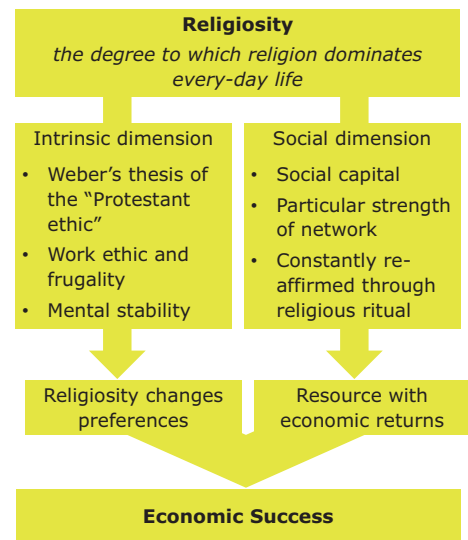 Religiosity
the degree to which religion dominates
every-day life
Intrinsic dimension
• Weber's thesis of
the “Protestant
ethic”
• Work ethic and
frugality
• Mental stability
Social dimension
• Social capital
• Particular strength
of network
• Constantly re-
affirmed through
religious ritual
Religiosity changes
preferences
Resource with
economic returns
Economic Success